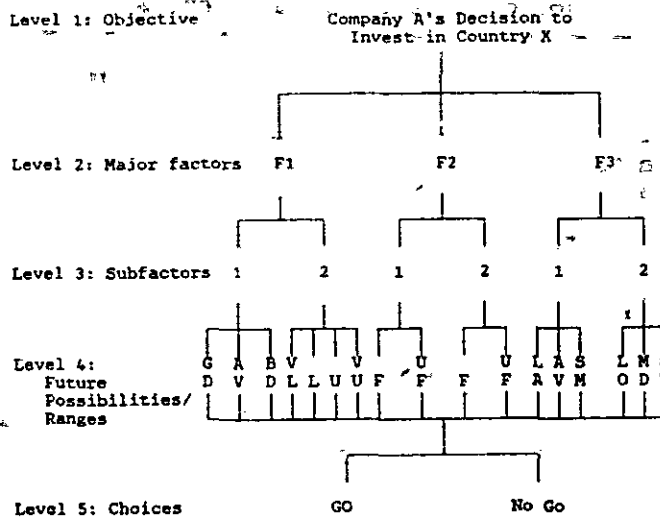 Level 1: Objective Company A's Decision to
Invest in Country X
Level 2: Major factors F1 F2 F3
Level 3: Subfactors 1 2 1 2 1 2
Level 4: G A B V V U U L A S L M
Future D V D L L U U F F F F A V M O D
Possibilities/
Ranges
Level 5: Choices GO No Go